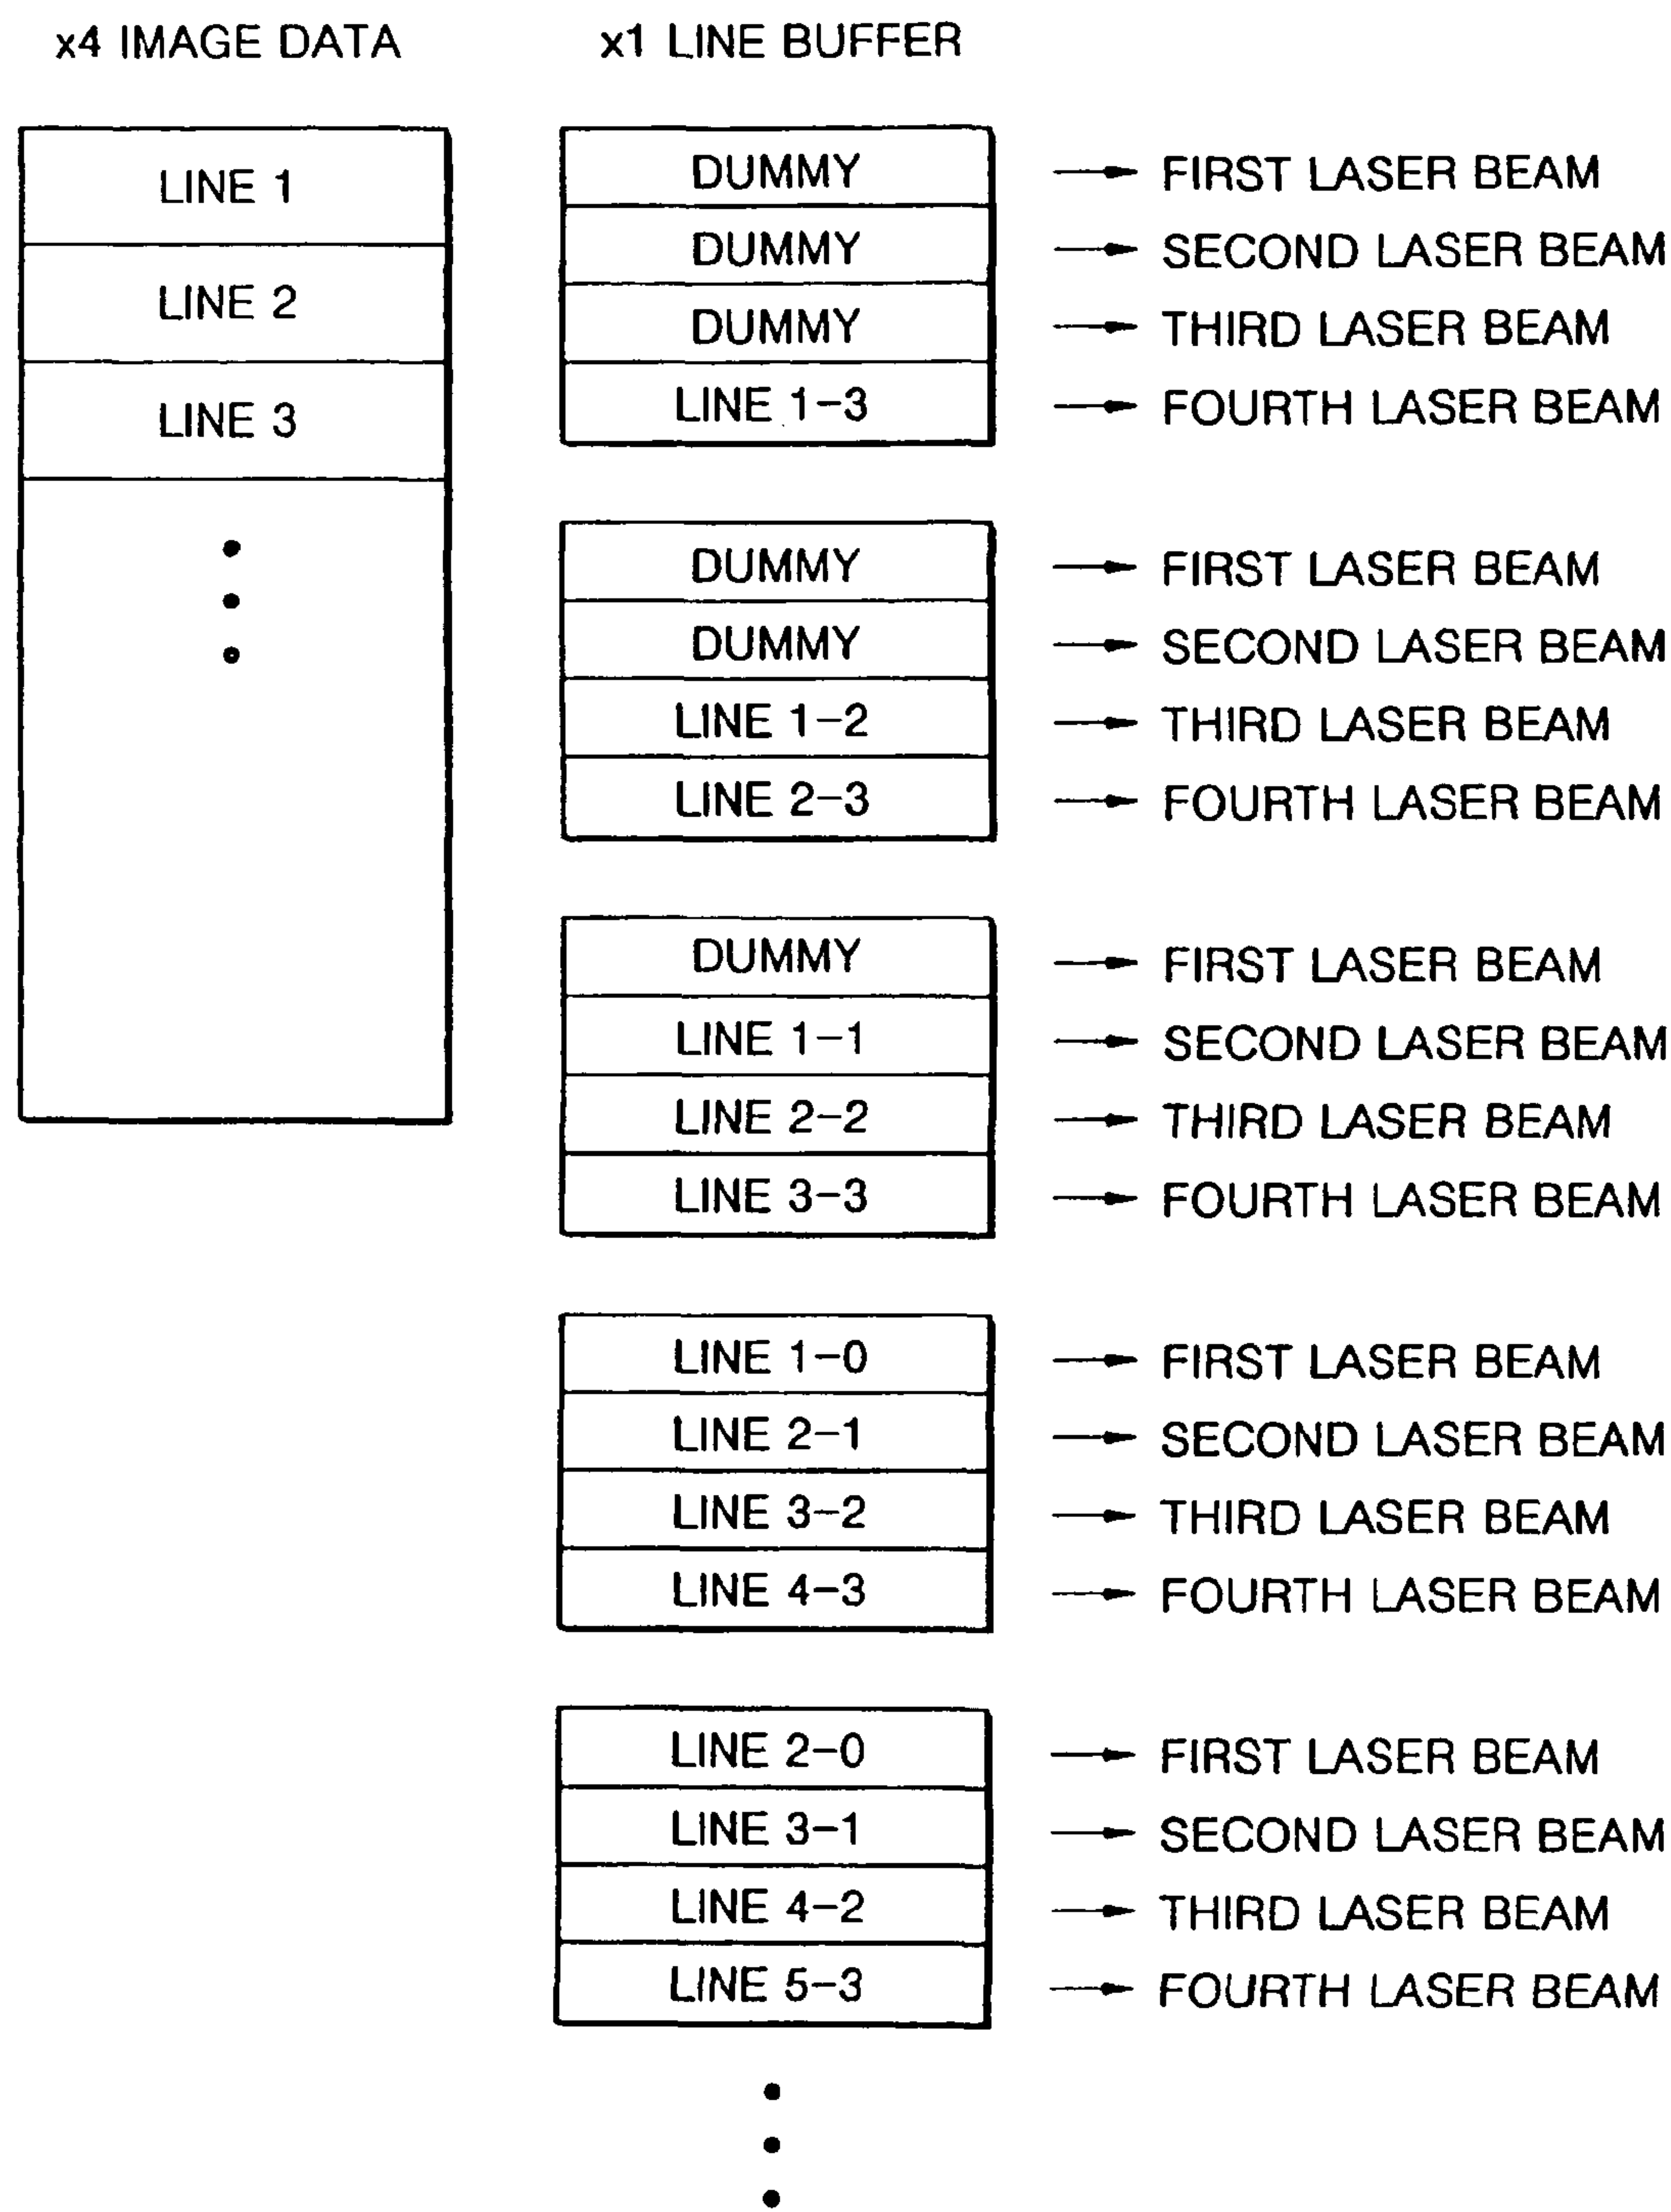 x4 IMAGE DATA
x1 LINE BUFFER
LINE 1
LINE 2
LINE 3
DUMMY → FIRST LASER BEAM
DUMMY → SECOND LASER BEAM
DUMMY → THIRD LASER BEAM
LINE 1-3 → FOURTH LASER BEAM
DUMMY → FIRST LASER BEAM
DUMMY → SECOND LASER BEAM
LINE 1-2 → THIRD LASER BEAM
LINE 2-3 → FOURTH LASER BEAM
DUMMY → FIRST LASER BEAM
LINE 1-1 → SECOND LASER BEAM
LINE 2-2 → THIRD LASER BEAM
LINE 3-3 → FOURTH LASER BEAM
LINE 1-0 → FIRST LASER BEAM
LINE 2-1 → SECOND LASER BEAM
LINE 3-2 → THIRD LASER BEAM
LINE 4-3 → FOURTH LASER BEAM
LINE 2-0 → FIRST LASER BEAM
LINE 3-1 → SECOND LASER BEAM
LINE 4-2 → THIRD LASER BEAM
LINE 5-3 → FOURTH LASER BEAM